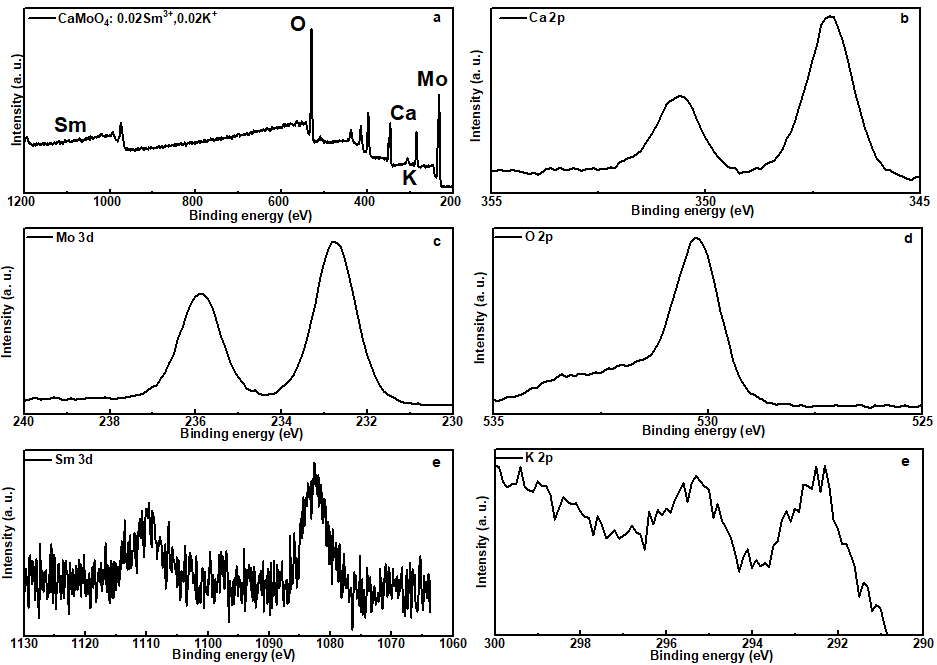 CaMoO₄: 0.02Sm³⁺,0.02K⁺
a
O
Mo
Ca
Sm
K
Intensity (a. u.)
1200 1000 800 600 400 200
Binding energy (eV)
Ca 2p
b
Intensity (a. u.)
355 350 345
Binding energy (eV)
Mo 3d
c
Intensity (a. u.)
240 238 236 234 232 230
Binding energy (eV)
O 2p
d
Intensity (a. u.)
535 530 525
Binding energy (eV)
Sm 3d
e
Intensity (a. u.)
1130 1120 1110 1100 1090 1080 1070 1060
Binding energy (eV)
K 2p
e
Intensity (a. u.)
300 298 296 294 292 290
Binding energy (eV)